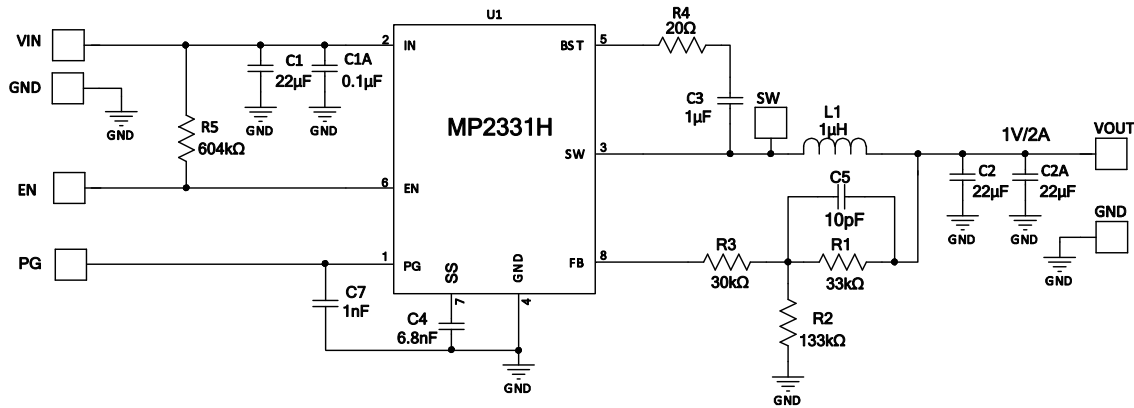 U1
VIN
2
IN
C1
22µF
GND
C1A
0.1µF
GND
GND
GND
R5
604kΩ
EN
6
EN
PG
1
PG
C7
1nF
MP2331H
SS
7
C4
6.8nF
GND
4
GND
BST
5
R4
20Ω
C3
1µF
SW
SW
3
L1
1µH
1V/2A
VOUT
C2
22µF
GND
C2A
22µF
GND
GND
GND
C5
10pF
FB
8
R3
30kΩ
R1
33kΩ
R2
133kΩ
GND